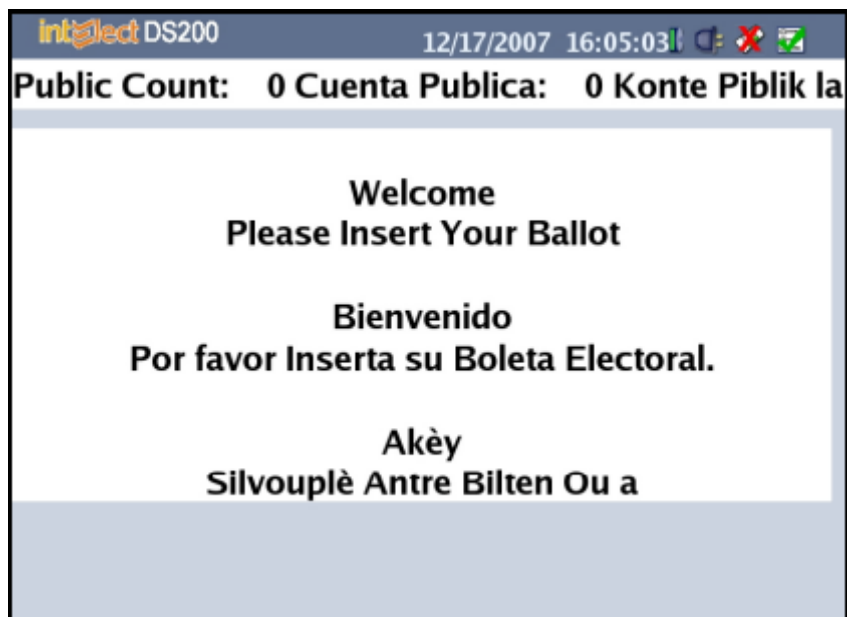 intElect DS200
12/17/2007 16:05:03
Public Count: 0 Cuenta Publica: 0 Konte Piblik la
Welcome
Please Insert Your Ballot
Bienvenido
Por favor Inserta su Boleta Electoral.
Akèy
Silvouplè Antre Bilten Ou a